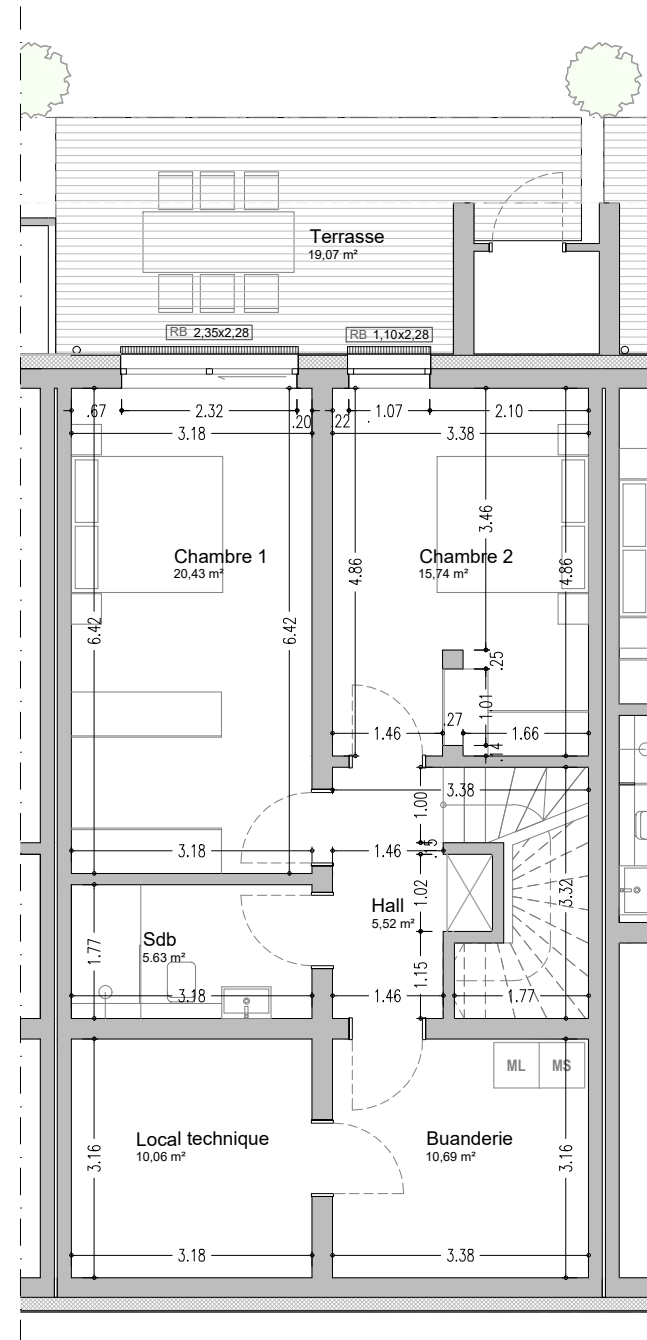 Terrasse
19,07 m²
RB 2,35x2,28
RB 1,10x2,28
.67
2.32
.20
.22
1.07
2.10
3.18
3.38
3.46
Chambre 1
20,43 m²
Chambre 2
15,74 m²
4.86
4.86
6.42
6.42
.25
1.01
.27
1.46
1.66
.14
3.38
1.00
3.18
1.46
.15
3.32
1.02
Hall
5,52 m²
Sdb
5.63 m²
1.77
1.15
3.18
1.46
1.77
ML
MS
Local technique
10,06 m²
Buanderie
10,69 m²
3.16
3.16
3.18
3.38